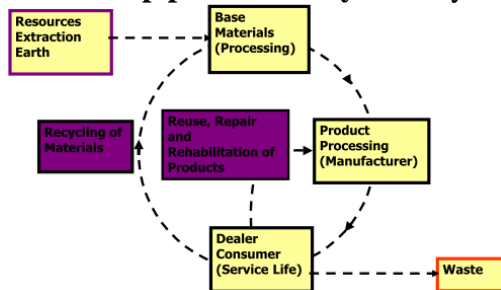 Resources
Extraction
Earth
Base
Materials
(Processing)
Recycling of
Materials
Reuse, Repair
and
Rehabilitation of
Products
Product
Processing
(Manufacturer)
Dealer
Consumer
(Service Life)
Waste